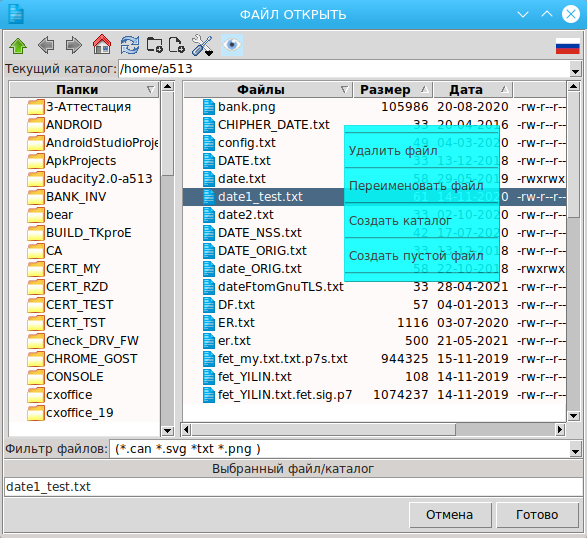 ФАЙЛ ОТКРЫТЬ
Текущий каталог: /home/a513
Папки Файлы Размер Дата
3-Аттестация
ANDROID
AndroidStudioProje
ApkProjects
audacity2.0-a513
BANK_INV
bear
BUILD_TKproE
CA
CERT_MY
CERT_RZD
CERT_TEST
CERT_TST
Check_DRV_FW
CHROME_GOST
CONSOLE
cxoffice
cxoffice_19
bank.png 105986 20-08-2020 -rw-r--r--
CHIPHER_DATE.txt 33 20-04-2016 -rw-r--r--
config.txt 49 04-03-2020 -rw-r--r--
DATE.txt 33 13-12-2018 -rw-r--r--
date.txt 58 29-05-2019 -rwxrwx
date1_test.txt 61 14-11-2020 -rw-r--r--
date2.txt 33 02-10-2020 -rw-r--r--
DATE_NSS.txt 42 17-07-2020 -rw-r--r--
DATE_ORIG.txt 33 13-12-2018 -rw-r--r--
date_ORIG.txt 58 22-10-2018 -rwxrwx
dateFtomGnuTLS.txt 33 28-04-2021 -rw-r--r--
DF.txt 57 04-01-2013 -rw-r--r--
ER.txt 1116 03-07-2020 -rw-r--r--
er.txt 500 21-05-2021 -rw-r--r--
fet_my.txt.txt.p7s.txt 944325 15-11-2019 -rw-r--r--
fet_YILIN.txt 108 14-11-2019 -rw-r--r--
fet_YILIN.txt.fet.sig.p7 1074237 14-11-2019 -rw-r--r--
Удалить файл
Переименовать файл
Создать каталог
Создать пустой файл
Фильтр файлов: (*.can *.svg *txt *.png )
Выбранный файл/каталог
date1_test.txt
Отмена Готово